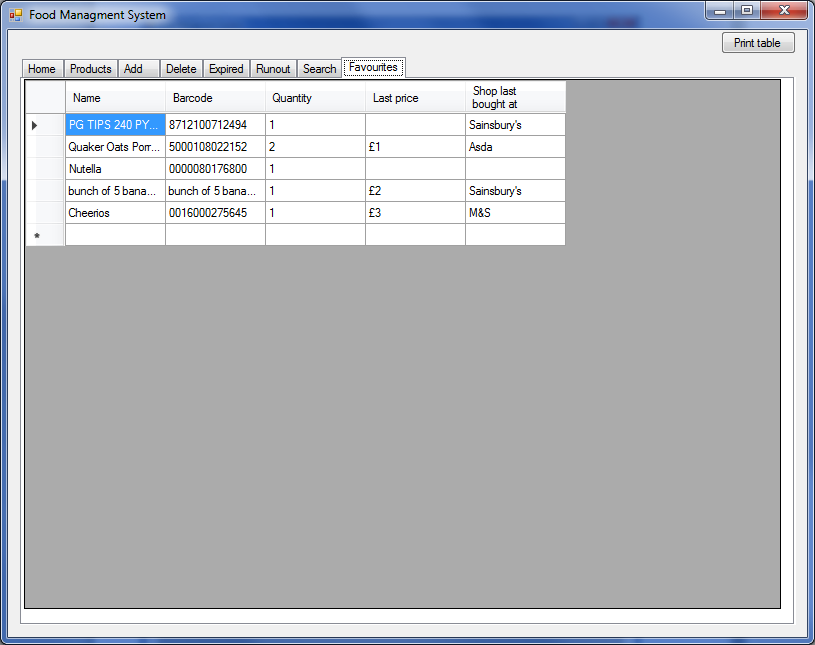 Food Managment System
Print table
Home Products Add Delete Expired Runout Search Favourites
Name Barcode Quantity Last price Shop last bought at
PG TIPS 240 PY... 8712100712494 1 Sainsbury's
Quaker Oats Porr... 5000108022152 2 £1 Asda
Nutella 0000080176800 1
bunch of 5 bana... bunch of 5 bana... 1 £2 Sainsbury's
Cheerios 0016000275645 1 £3 M&S
*